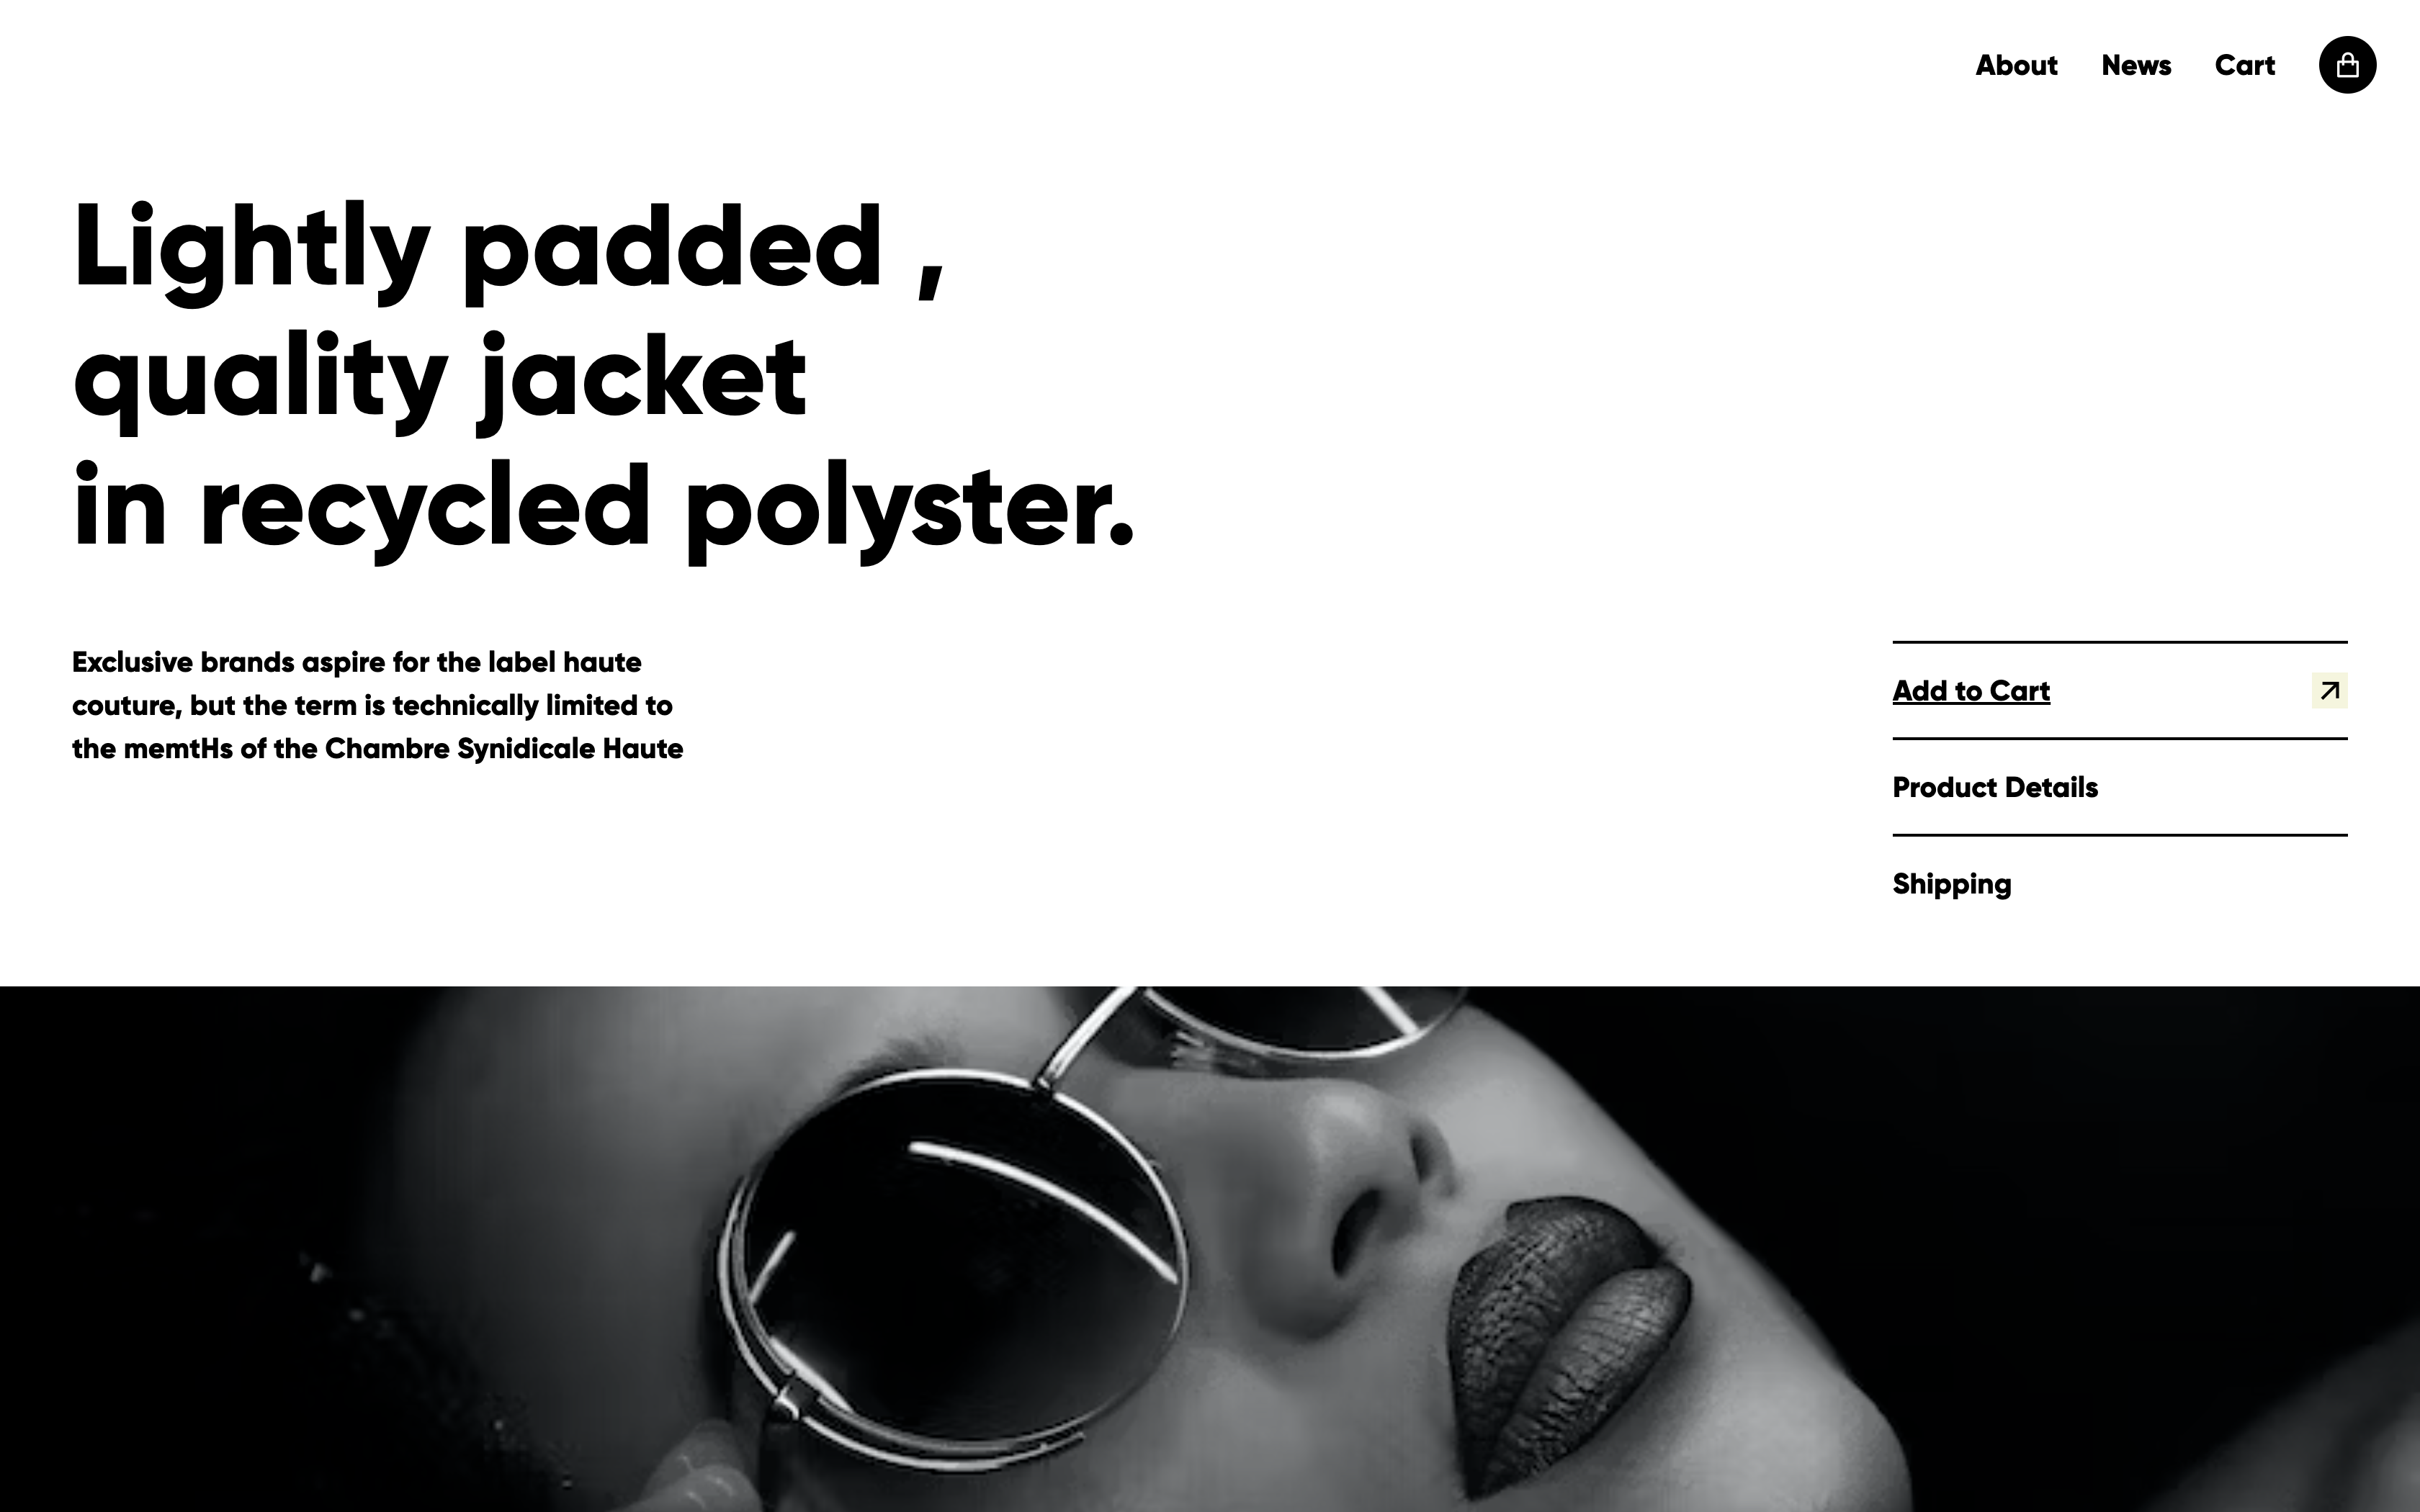 About News Cart
Lightly padded ,
quality jacket
in recycled polyster.
Exclusive brands aspire for the label haute
couture, but the term is technically limited to
the memtHs of the Chambre Synidicale Haute
Add to Cart
Product Details
Shipping